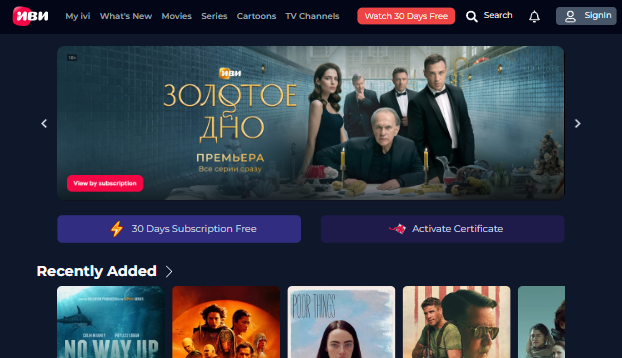 иви
My ivi
What's New
Movies
Series
Cartoons
TV Channels
Watch 30 Days Free
Search
SignIn
18+
иви
ЗОЛОТОЕ
ДНО
ПРЕМЬЕРА
Все серии сразу
View by subscription
30 Days Subscription Free
Activate Certificate
Recently Added
NO WAY UP
POOR THINGS